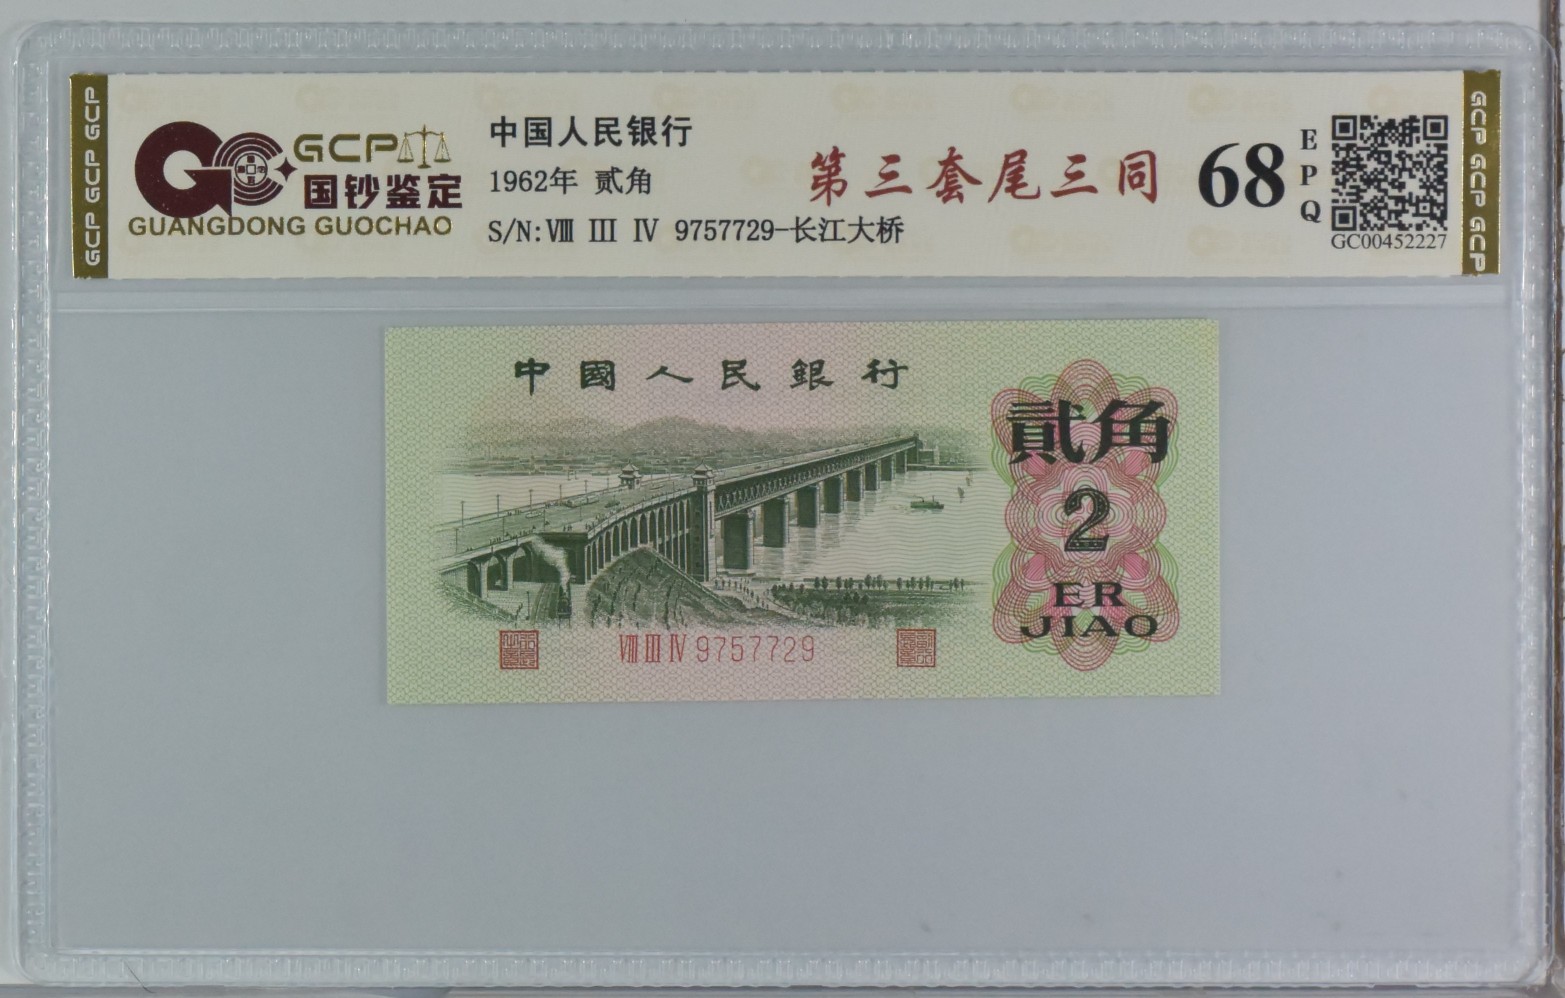 GCP GCP GCP
GCP
国钞鉴定
GUANGDONG GUOCHAO
中国人民银行
1962年 贰角
S/N:Ⅷ Ⅲ Ⅳ 9757729-长江大桥
第三套尾三同
68
EPQ
GC00452227
GCP GCP GCP
中國人民銀行
貳角
2
ER
JIAO
Ⅷ Ⅲ Ⅳ 9757729